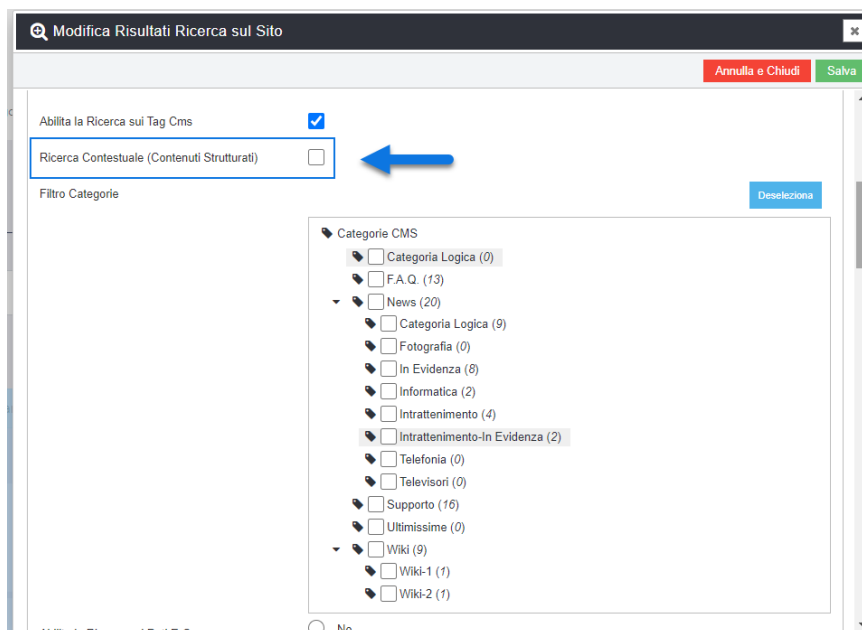 Modifica Risultati Ricerca sul Sito
Annulla e Chiudi Salva
Abilita la Ricerca sui Tag Cms
Ricerca Contestuale (Contenuti Strutturati)
Filtro Categorie
Deseleziona
Categorie CMS
Categoria Logica (0)
F.A.Q. (13)
News (20)
Categoria Logica (9)
Fotografia (0)
In Evidenza (8)
Informatica (2)
Intrattenimento (4)
Intrattenimento-In Evidenza (2)
Telefonia (0)
Televisori (0)
Supporto (16)
Ultimissime (0)
Wiki (9)
Wiki-1 (1)
Wiki-2 (1)
No